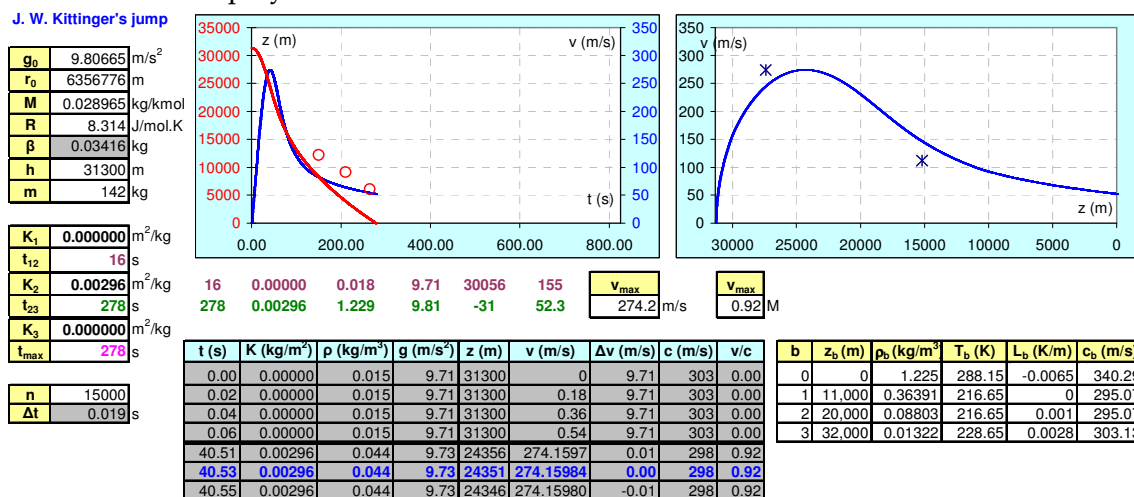 J. W. Kittinger's jump
g0 9.80665 m/s2
r0 6356776 m
M 0.028965 kg/kmol
R 8.314 J/mol.K
β 0.03416 kg
h 31300 m
m 142 kg
K1 0.000000 m2/kg
t12 16 s
K2 0.00296 m2/kg
t23 278 s
K3 0.000000 m2/kg
tmax 278 s
n 15000
Δt 0.019 s
z (m) v (m/s)
35000 350
30000 300
25000 250
20000 200
15000 150
10000 100
5000 50
0 0
t (s)
0.00 200.00 400.00 600.00 800.00
v (m/s)
350
300
250
200
150
100
50
0
z (m)
30000 25000 20000 15000 10000 5000 0
16 0.00000 0.018 9.71 30056 155
278 0.00296 1.229 9.81 -31 52.3
vmax
274.2 m/s
vmax
0.92 M
t (s) K (kg/m2) ρ (kg/m3) g (m/s2) z (m) v (m/s) Δv (m/s) c (m/s) v/c
0.00 0.00000 0.015 9.71 31300 0 9.71 303 0.00
0.02 0.00000 0.015 9.71 31300 0.18 9.71 303 0.00
0.04 0.00000 0.015 9.71 31300 0.36 9.71 303 0.00
0.06 0.00000 0.015 9.71 31300 0.54 9.71 303 0.00
40.51 0.00296 0.044 9.73 24356 274.1597 0.01 298 0.92
40.53 0.00296 0.044 9.73 24351 274.15984 0.00 298 0.92
40.55 0.00296 0.044 9.73 24346 274.15980 -0.01 298 0.92
b zb (m) ρb (kg/m3 Tb (K) Lb (K/m) cb (m/s)
0 0 1.225 288.15 -0.0065 340.29
1 11,000 0.36391 216.65 0 295.07
2 20,000 0.08803 216.65 0.001 295.07
3 32,000 0.01322 228.65 0.0028 303.13